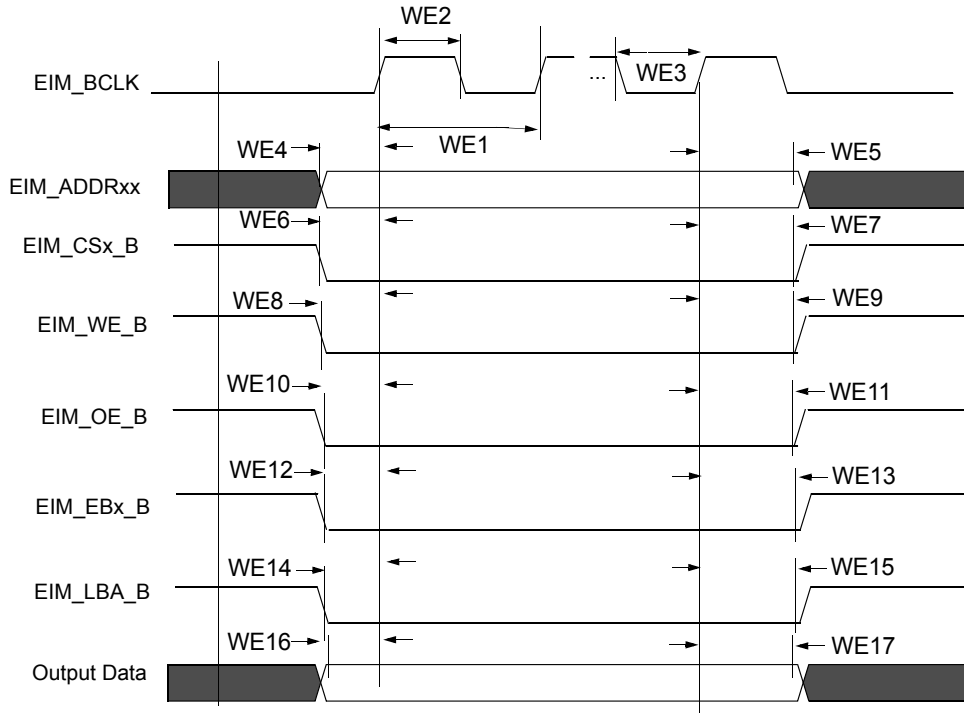 WE2
EIM_BCLK
...
WE3
WE4
WE1
WE5
EIM_ADDRxx
WE6
WE7
EIM_CSx_B
WE8
WE9
EIM_WE_B
WE10
WE11
EIM_OE_B
WE12
WE13
EIM_EBx_B
WE14
WE15
EIM_LBA_B
WE16
WE17
Output Data